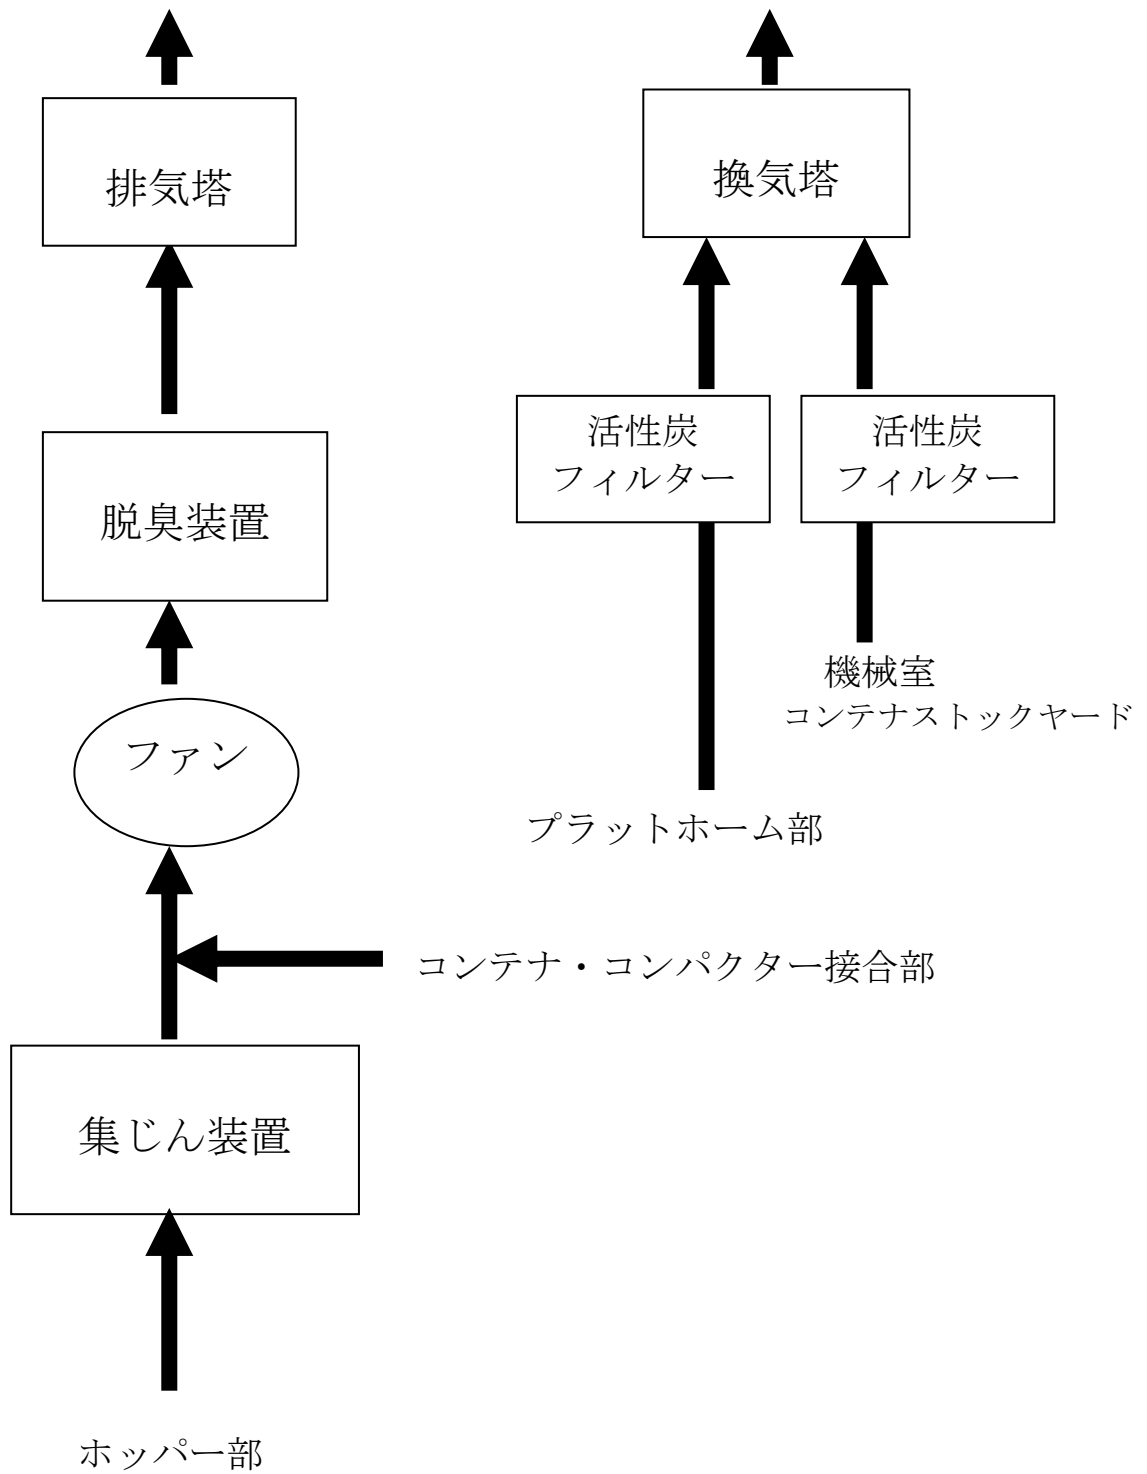 排気塔
換気塔
活性炭
フィルター
活性炭
フィルター
脱臭装置
機械室
コンテナストックヤード
ファン
プラットホーム部
コンテナ・コンパクター接合部
集じん装置
ホッパー部